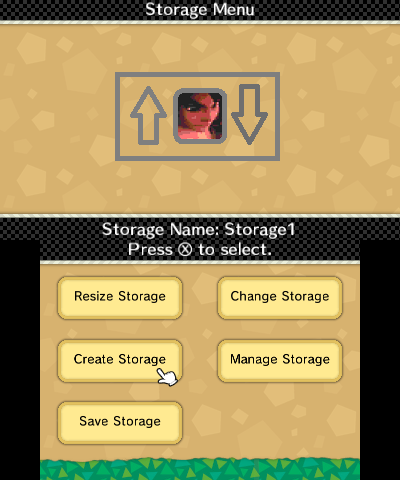 Storage Menu
Storage Name: Storage1
Press Ⓧ to select.
Resize Storage
Change Storage
Create Storage
Manage Storage
Save Storage